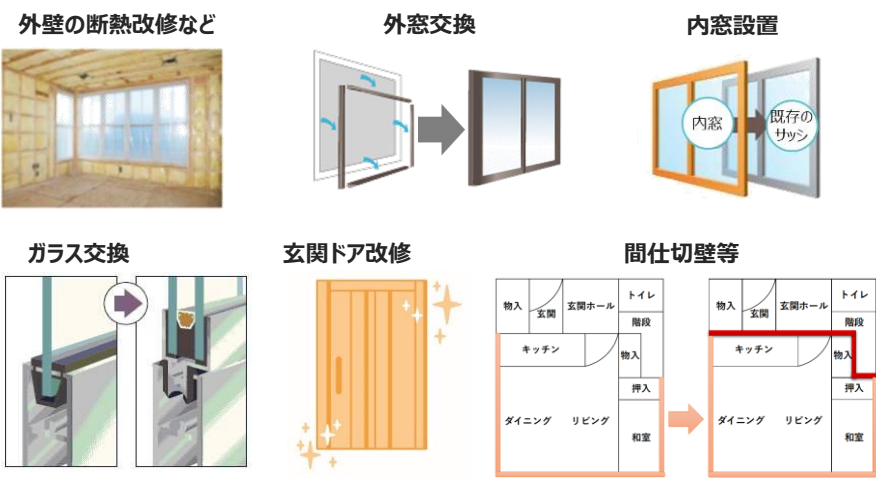 外壁の断熱改修など
外窓交換
内窓設置
内窓
既存の
サッシ
ガラス交換
玄関ドア改修
間仕切壁等
物入
玄関
玄関ホール
トイレ
階段
キッチン
物入
押入
ダイニング
リビング
和室
物入
玄関
玄関ホール
トイレ
階段
キッチン
物入
押入
ダイニング
リビング
和室